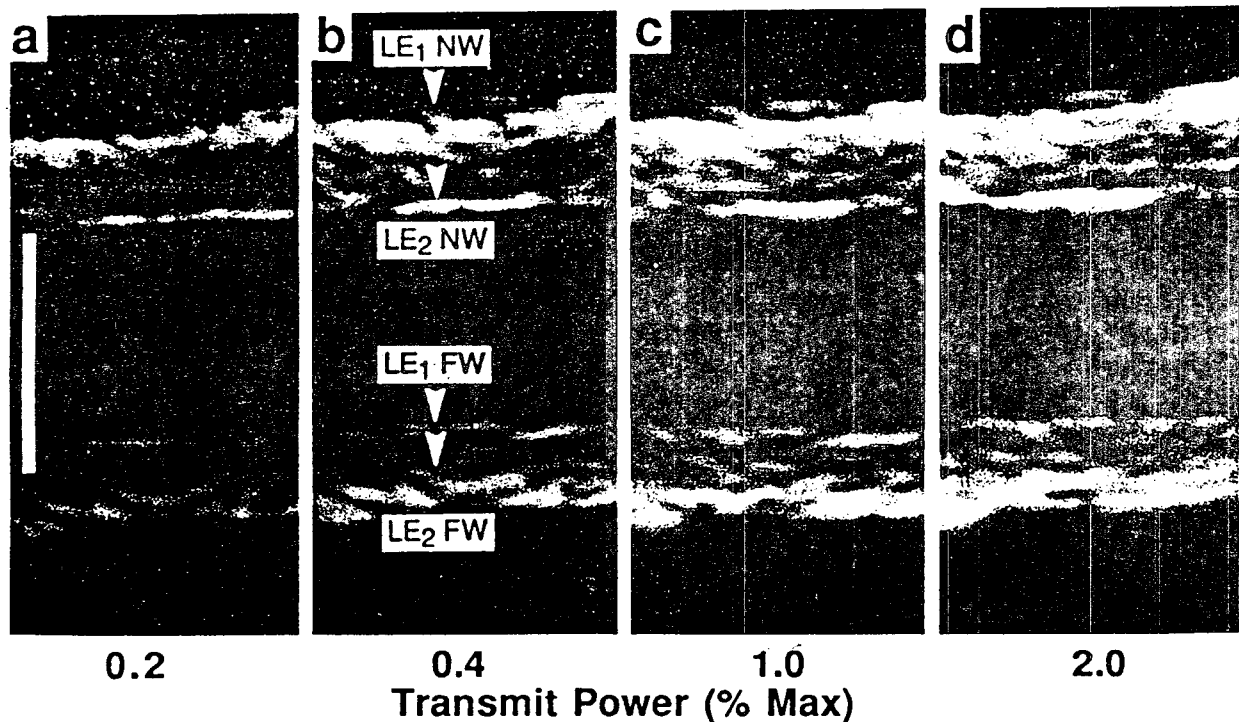 a
b
c
d
LE₁ NW
LE₂ NW
LE₁ FW
LE₂ FW
0.2
0.4
1.0
2.0
Transmit Power (% Max)